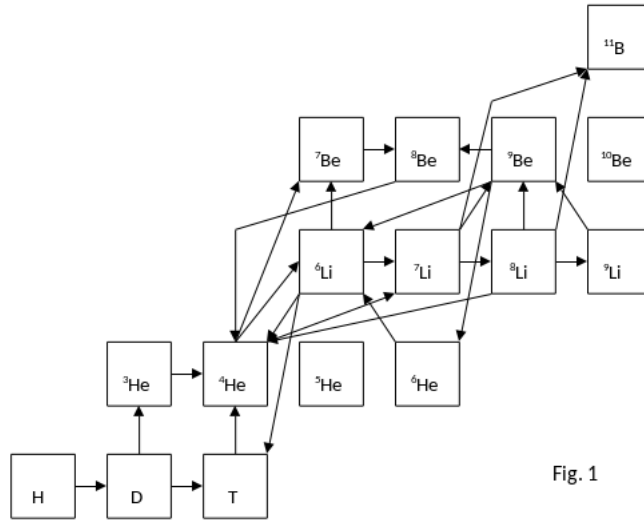 ¹¹B
⁷Be ⁸Be ⁹Be ¹⁰Be
⁶Li ⁷Li ⁸Li ⁹Li
³He ⁴He ⁵He ⁶He
H D T
Fig. 1